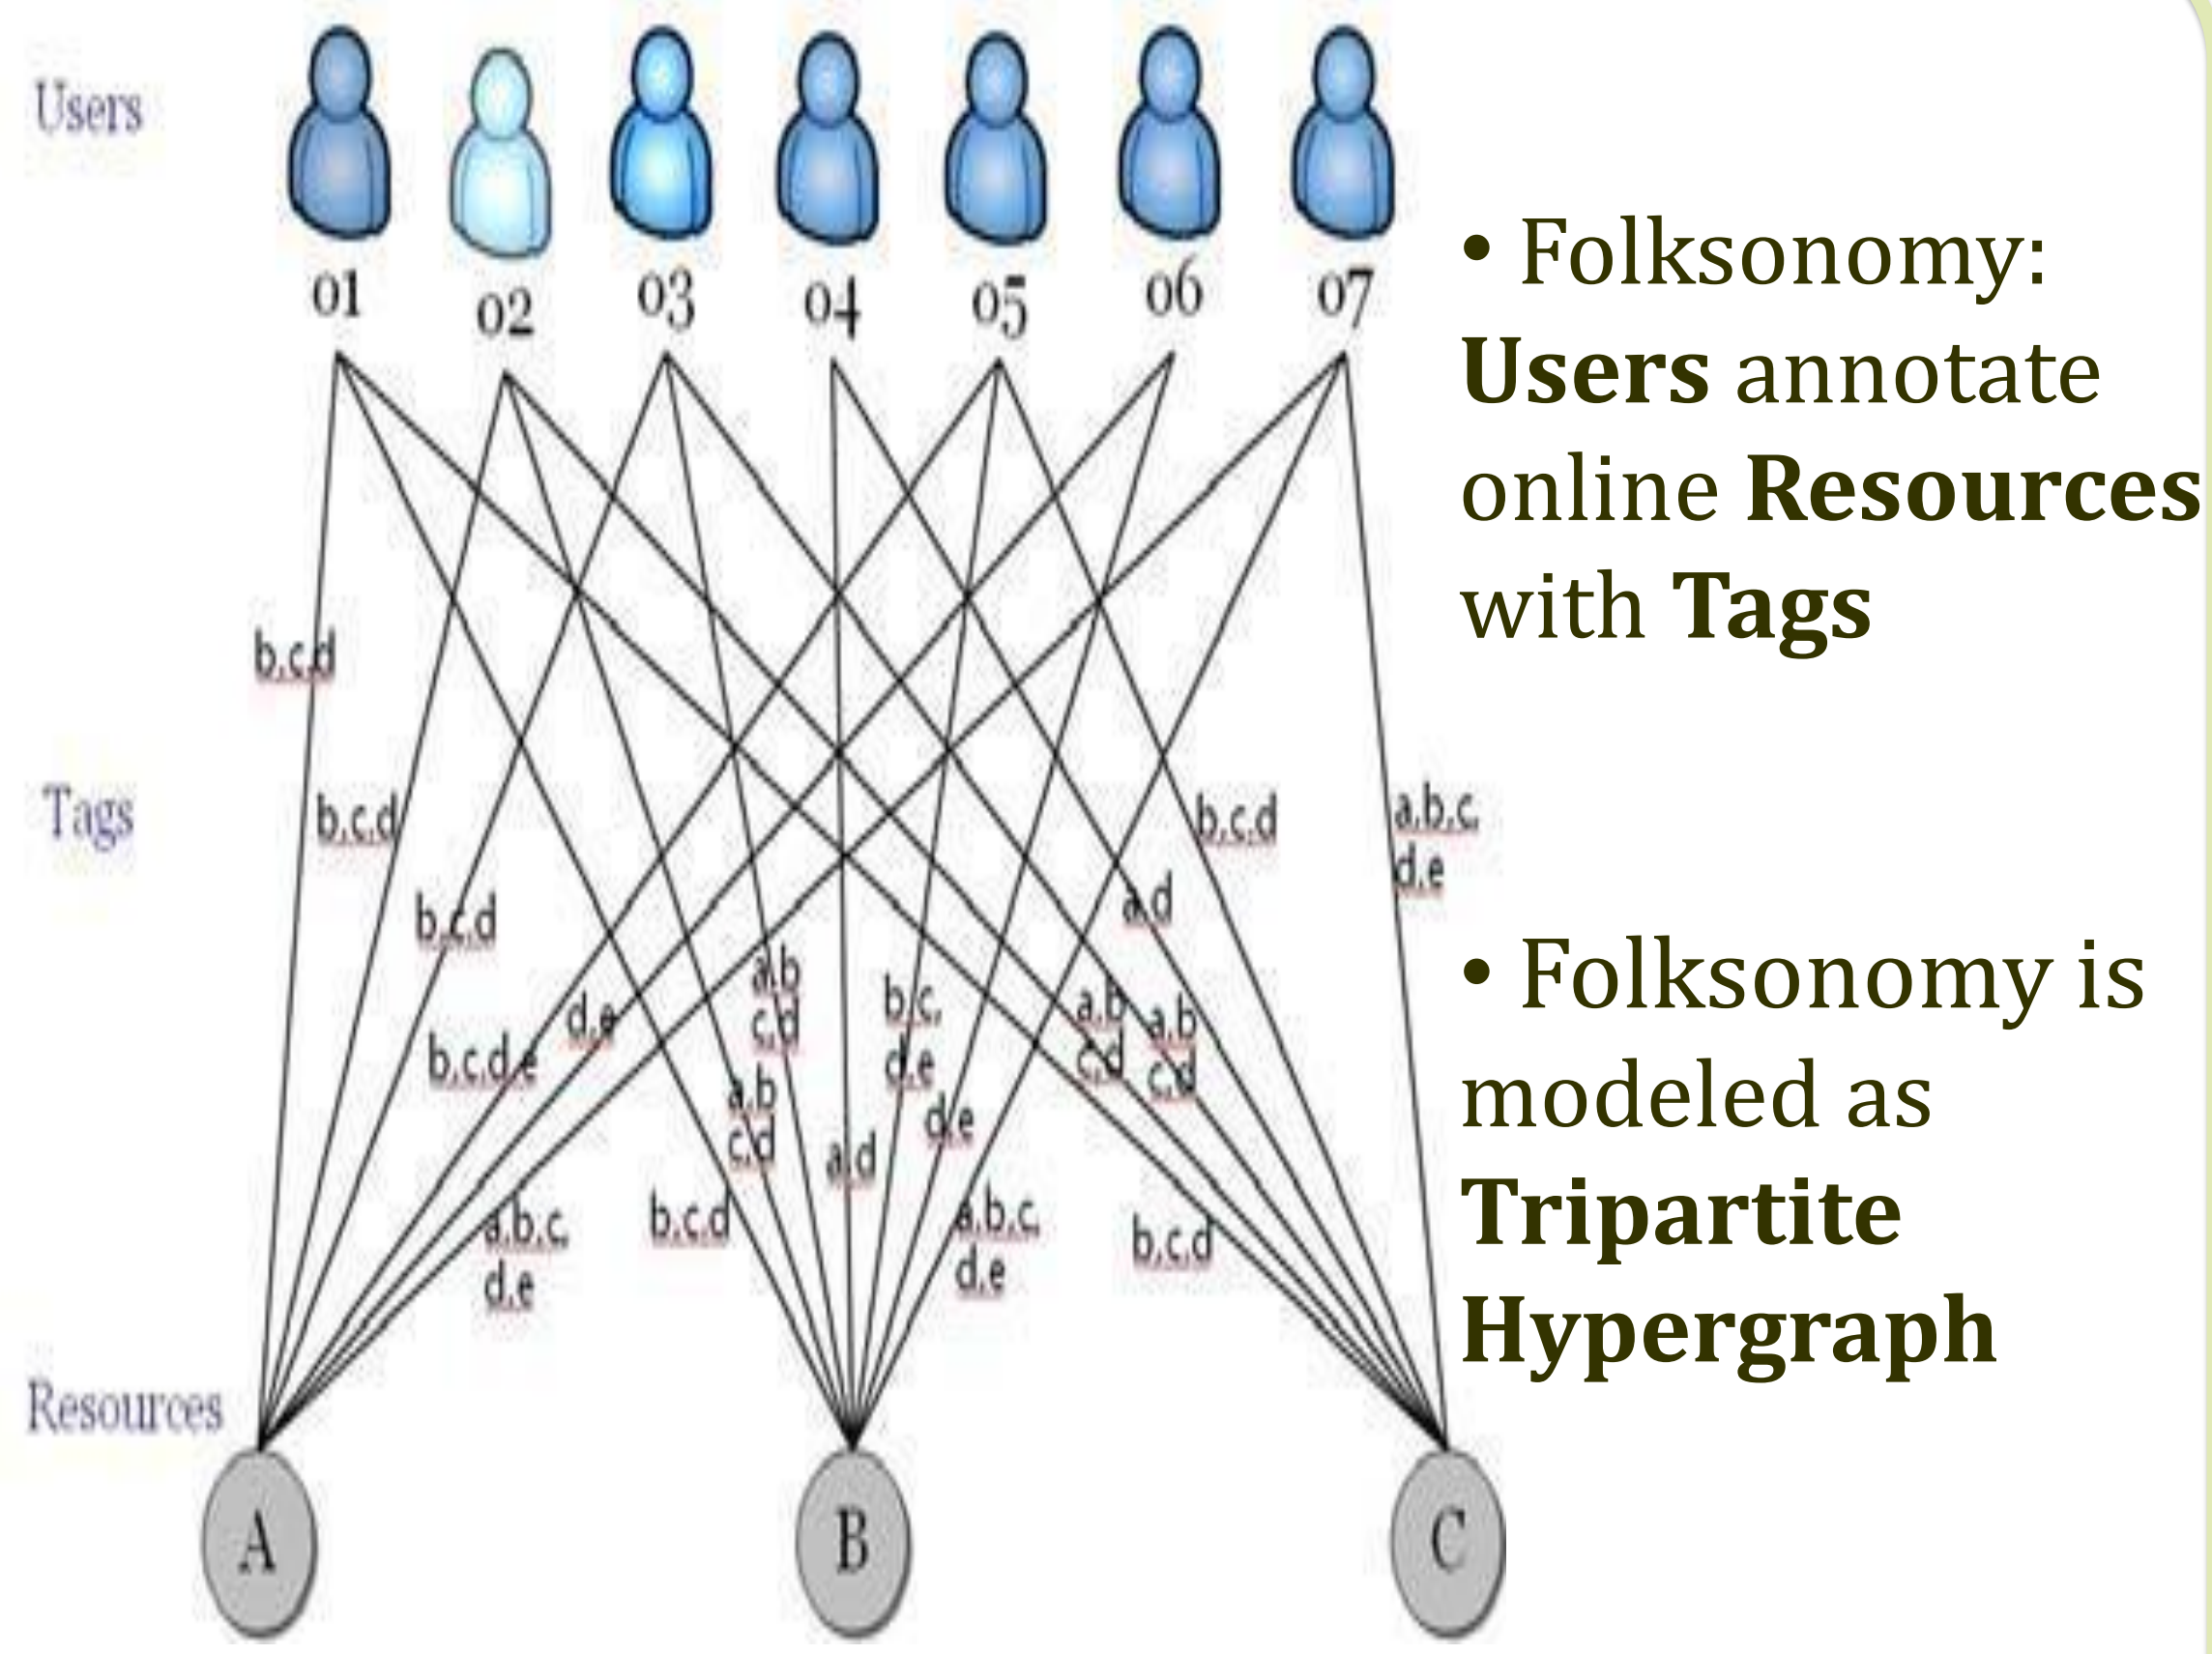 Users
o1 o2 o3 o4 o5 o6 o7
• Folksonomy:
Users annotate
online Resources
with Tags
b,c,d
Tags
b,c,d
b,c,d
a,b,c,
d,e
b,c,d
a,d
a,b
c,d
b,c,
d,e
a,b
c,d
a,b
c,d
d,e
b,c,d,e
a,b
c,d
d,e
a,d
a,b,c,
d,e
b,c,d
a,b,c,
d,e
b,c,d
• Folksonomy is
modeled as
Tripartite
Hypergraph
Resources
A B C